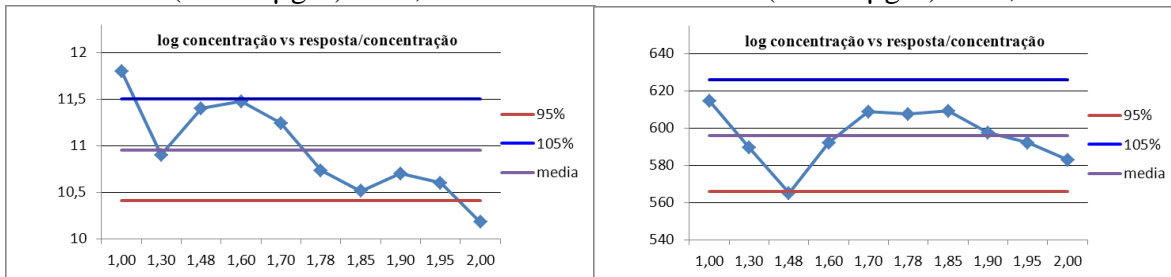 log concentração vs resposta/concentração
12
11,5
11
10,5
10
1,00 1,30 1,48 1,60 1,70 1,78 1,85 1,90 1,95 2,00
95%
105%
media
log concentração vs resposta/concentração
640
620
600
580
560
540
1,00 1,30 1,48 1,60 1,70 1,78 1,85 1,90 1,95 2,00
95%
105%
media